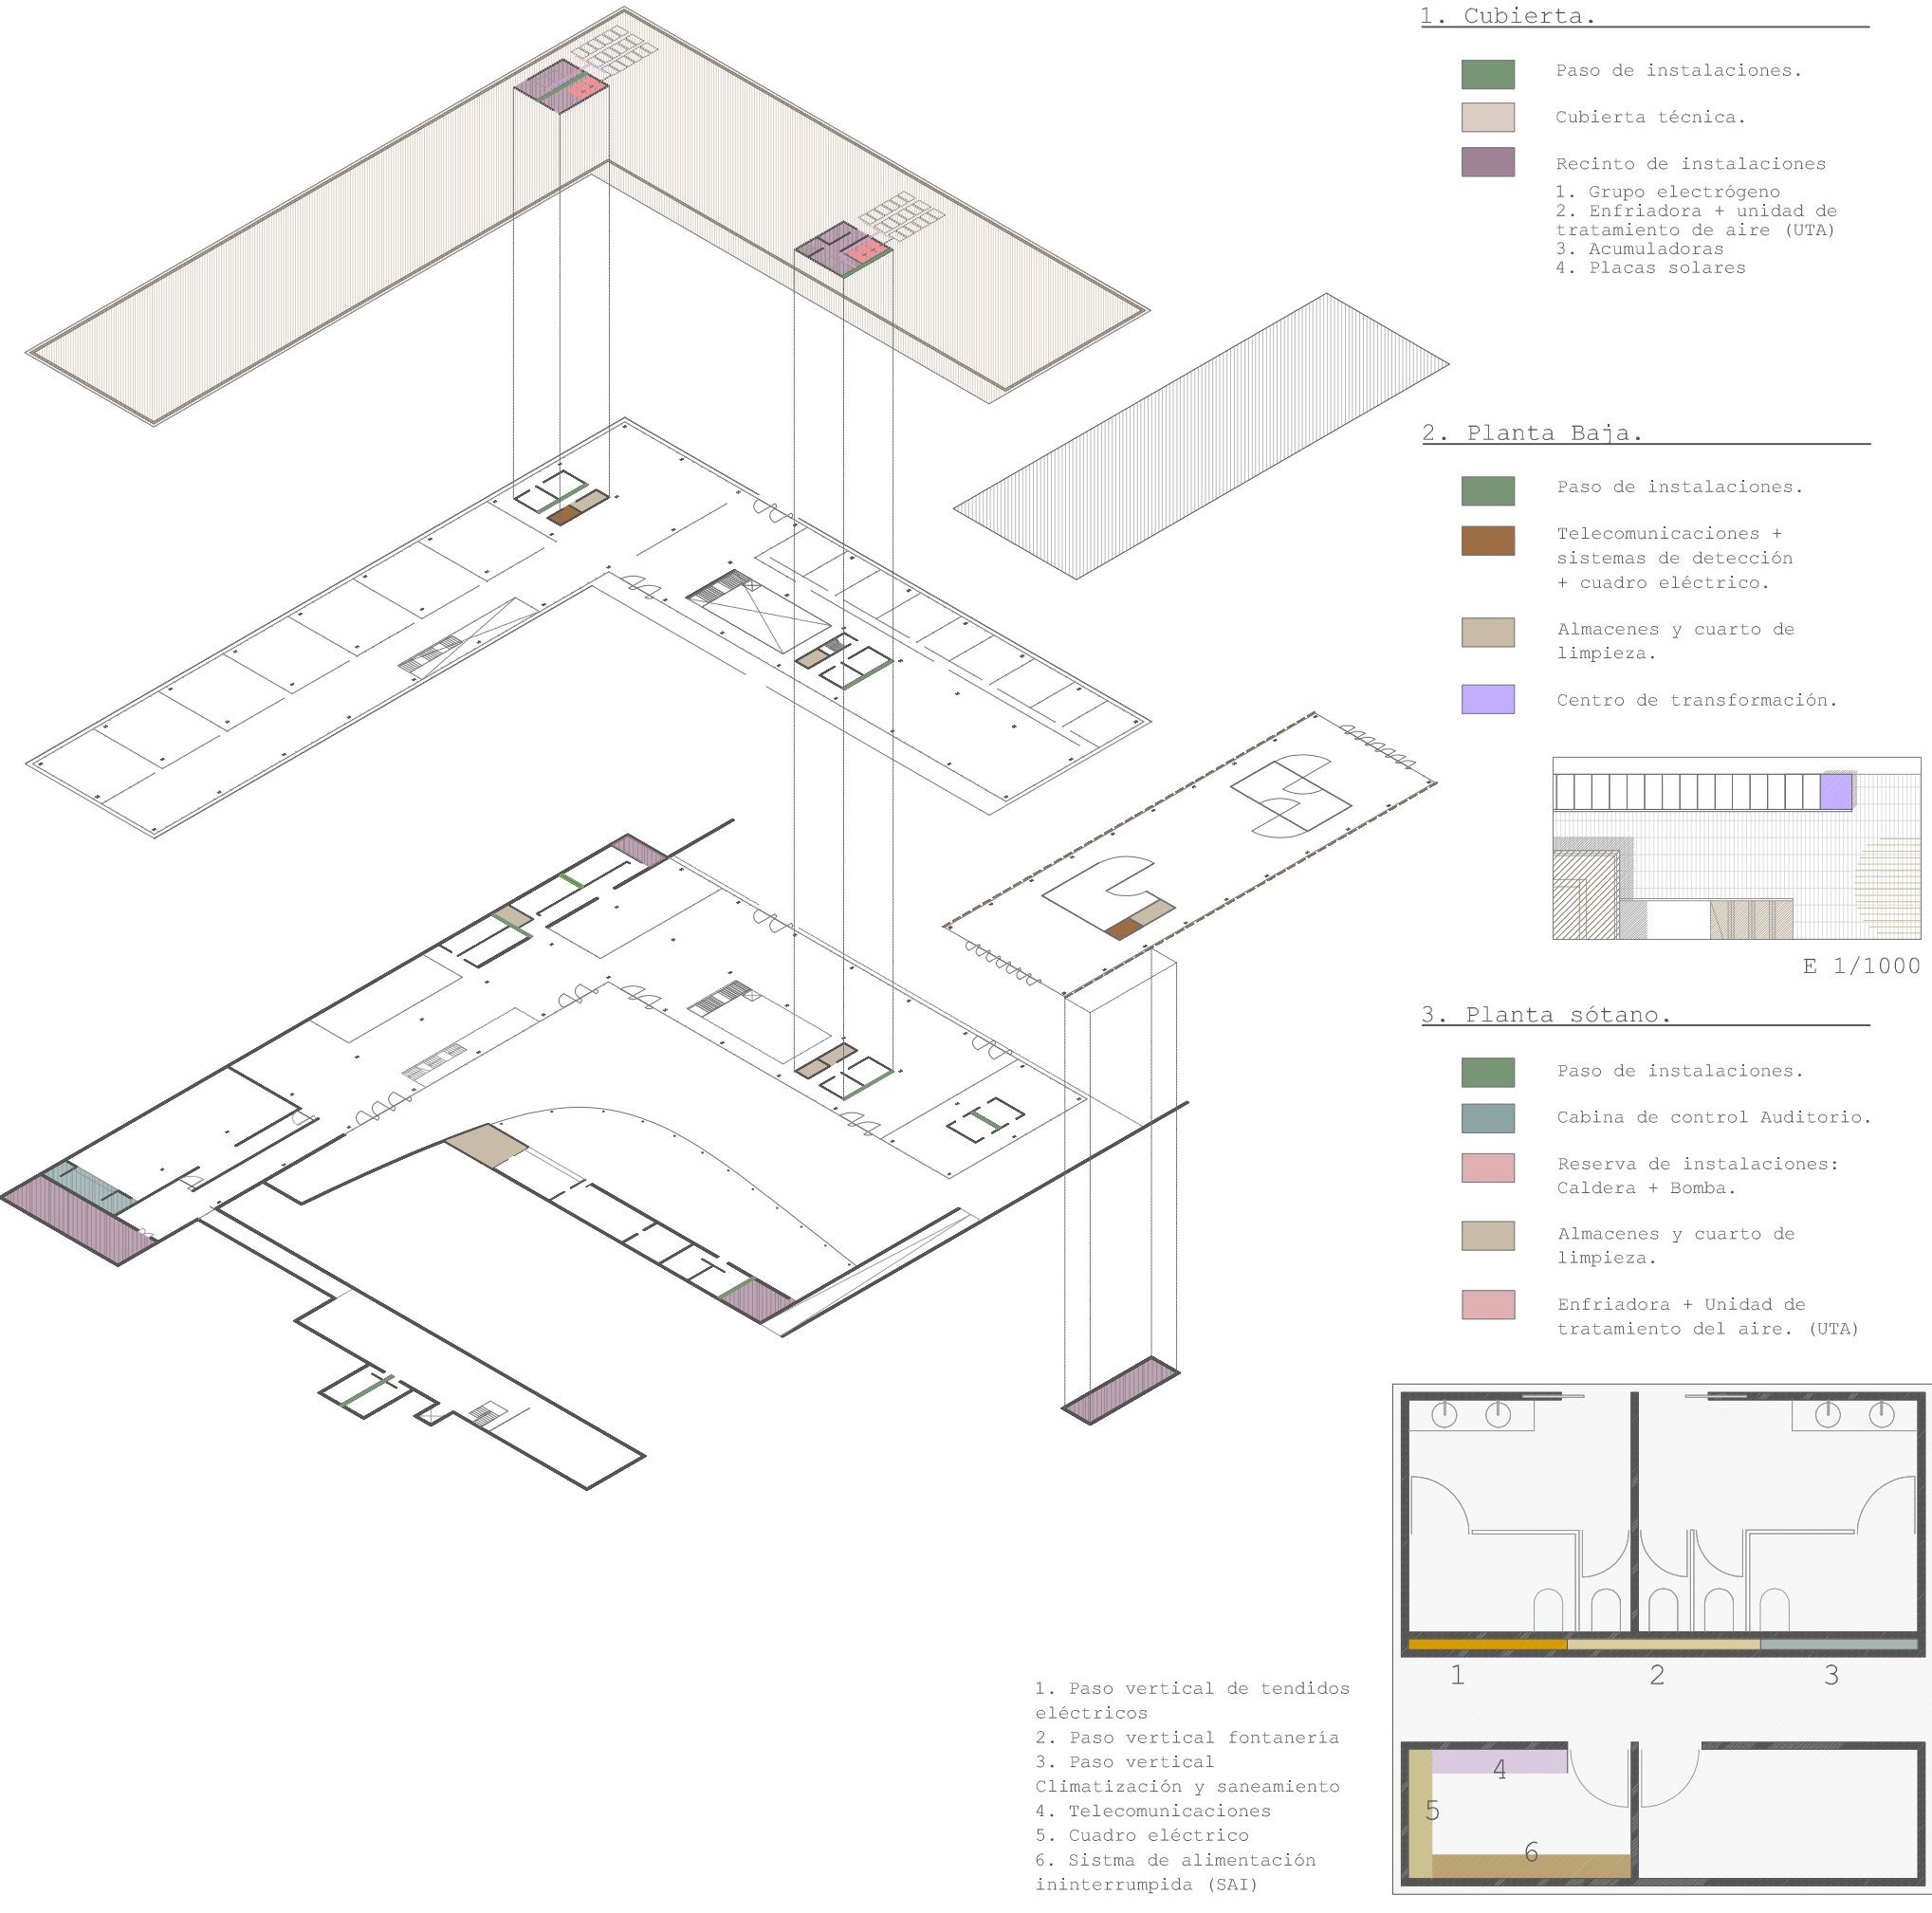 1. Cubierta.
Paso de instalaciones.
Cubierta técnica.
Recinto de instalaciones
1. Grupo electrógeno
2. Enfriadora + unidad de
tratamiento de aire (UTA)
3. Acumuladoras
4. Placas solares
2. Planta Baja.
Paso de instalaciones.
Telecomunicaciones +
sistemas de detección
+ cuadro eléctrico.
Almacenes y cuarto de
limpieza.
Centro de transformación.
E 1/1000
3. Planta sótano.
Paso de instalaciones.
Cabina de control Auditorio.
Reserva de instalaciones:
Caldera + Bomba.
Almacenes y cuarto de
limpieza.
Enfriadora + Unidad de
tratamiento del aire. (UTA)
1
2
3
4
5
6
1. Paso vertical de tendidos
eléctricos
2. Paso vertical fontanería
3. Paso vertical
Climatización y saneamiento
4. Telecomunicaciones
5. Cuadro eléctrico
6. Sistma de alimentación
ininterrumpida (SAI)